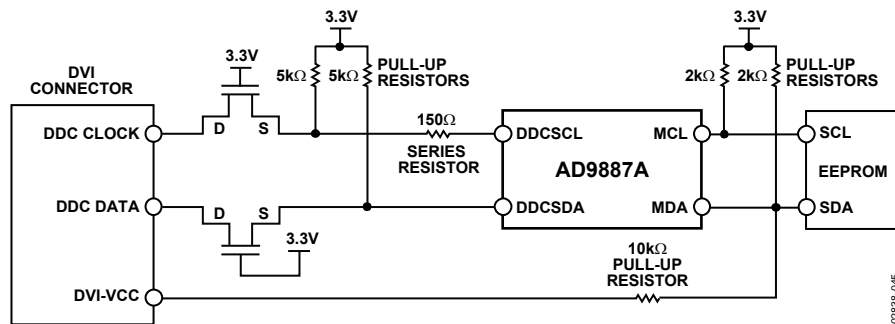 3.3V
3.3V
3.3V
5kΩ
5kΩ
PULL-UP
RESISTORS
2kΩ
2kΩ
PULL-UP
RESISTORS
DVI
CONNECTOR
DDC CLOCK
D
S
150Ω
SERIES
RESISTOR
DDCSCL
MCL
SCL
AD9887A
EEPROM
DDC DATA
D
S
DDCSDA
MDA
SDA
3.3V
10kΩ
PULL-UP
RESISTOR
DVI-VCC
02838-045